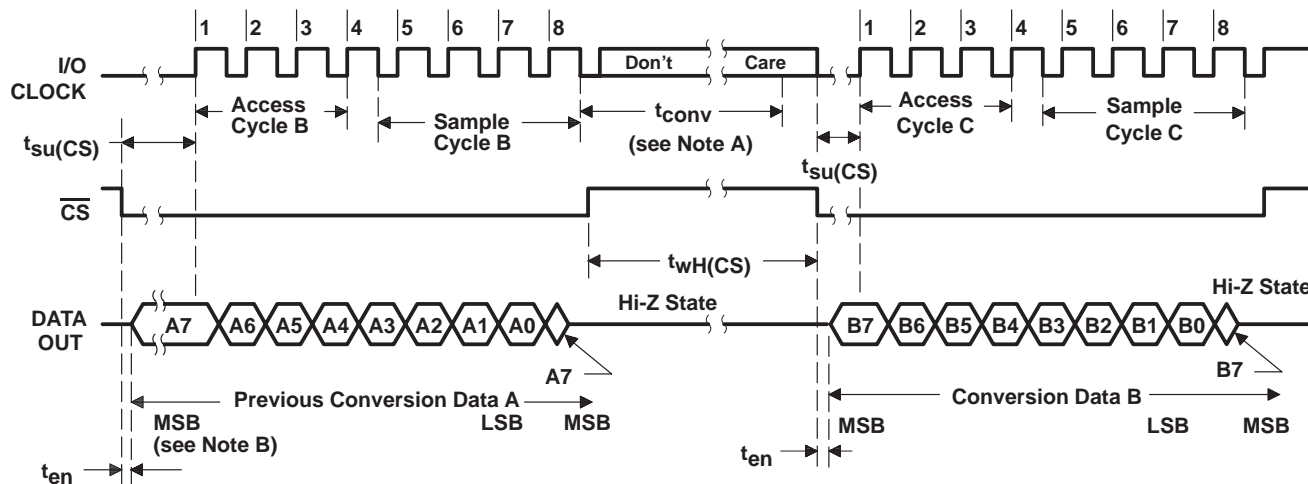 1 2 3 4 5 6 7 8 1 2 3 4 5 6 7 8
I/O
CLOCK
Don't Care
Access
Cycle B
Sample
Cycle B
tconv
(see Note A)
Access
Cycle C
Sample
Cycle C
tsu(CS)
tsu(CS)
CS
twH(CS)
Hi-Z State
Hi-Z State
DATA
OUT
A7 A6 A5 A4 A3 A2 A1 A0
B7 B6 B5 B4 B3 B2 B1 B0
A7
B7
Previous Conversion Data A
Conversion Data B
MSB
(see Note B)
LSB
MSB
MSB
LSB
MSB
ten
ten